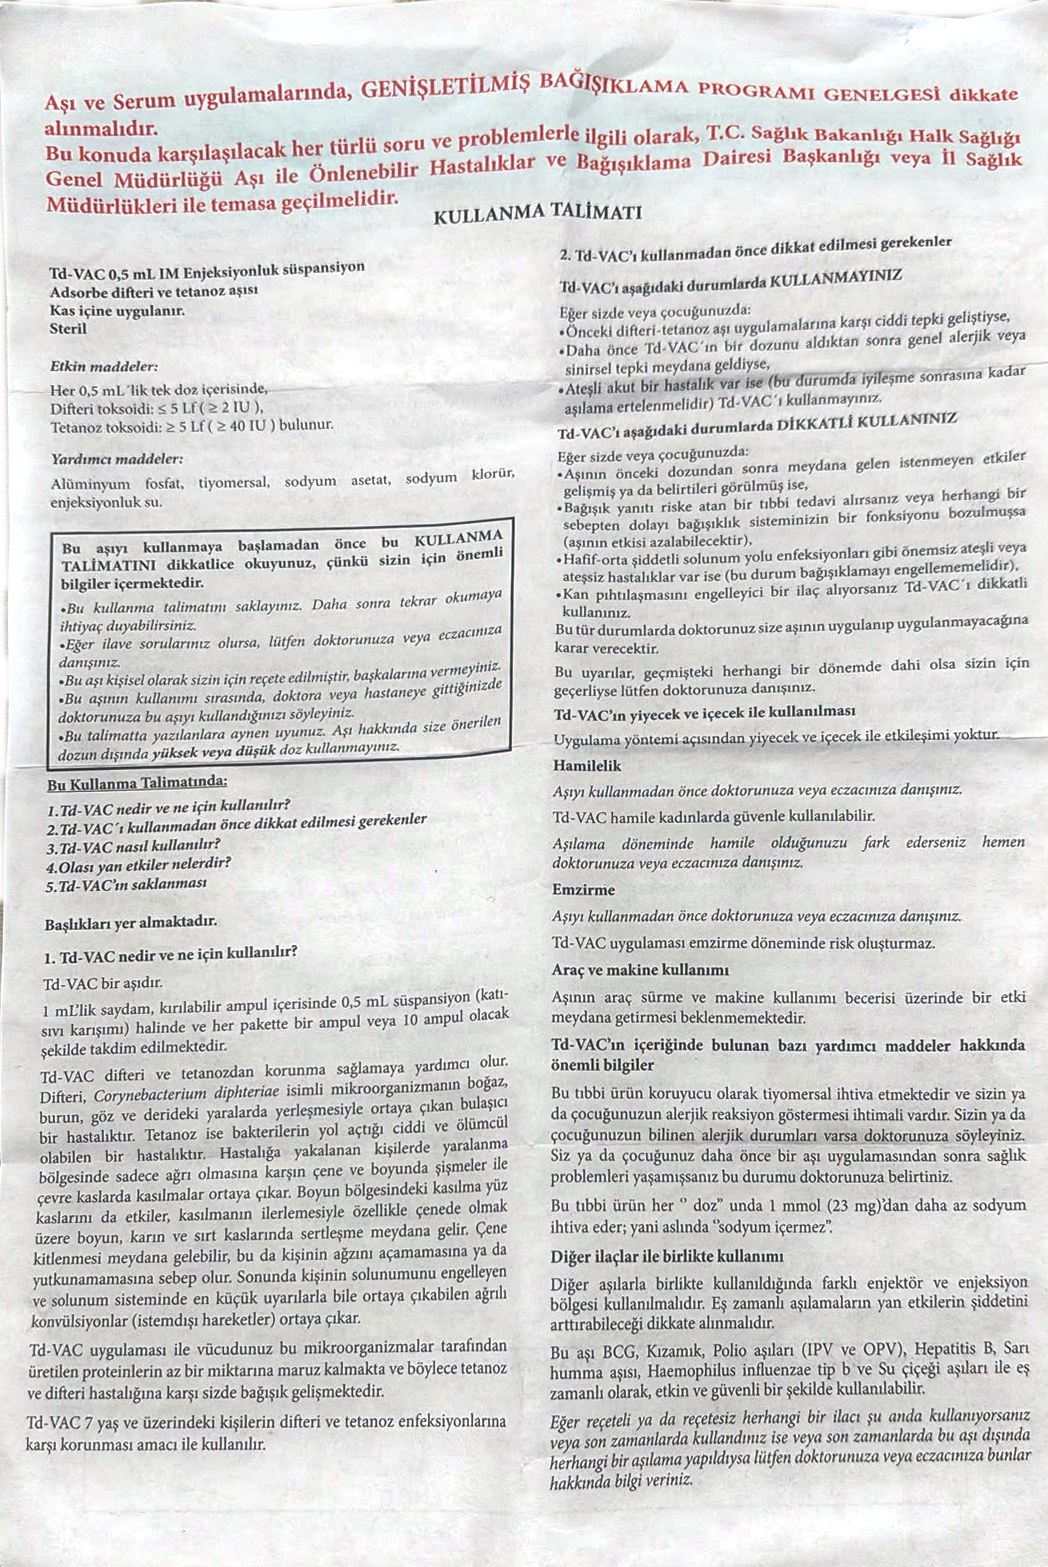 Aşı ve Serum uygulamalarında, GENİŞLETİLMİŞ BAĞIŞIKLAMA PROGRAMI GENELGESİ dikkate
alınmalıdır.
Bu konuda karşılaşılacak her türlü soru ve problemlerle ilgili olarak, T.C. Sağlık Bakanlığı Halk Sağlığı
Genel Müdürlüğü Aşı ile Önlenebilir Hastalıklar ve Bağışıklama Dairesi Başkanlığı veya İl Sağlık
Müdürlükleri ile temasa geçilmelidir.
KULLANMA TALİMATI
Td-VAC 0,5 mL IM Enjeksiyonluk süspansiyon
Adsorbe difteri ve tetanoz aşısı
Kas içine uygulanır.
Steril
Etkin maddeler:
Her 0,5 mL´lik tek doz içerisinde,
Difteri toksoidi: ≤ 5 Lf ( ≥ 2 IU ),
Tetanoz toksoidi: ≥ 5 Lf ( ≥ 40 IU ) bulunur.
Yardımcı maddeler:
Alüminyum fosfat, tiyomersal, sodyum asetat, sodyum klorür,
enjeksiyonluk su.
Bu aşıyı kullanmaya başlamadan önce bu KULLANMA
TALİMATINI dikkatlice okuyunuz, çünkü sizin için önemli
bilgiler içermektedir.
•Bu kullanma talimatını saklayınız. Daha sonra tekrar okumaya
ihtiyaç duyabilirsiniz.
•Eğer ilave sorularınız olursa, lütfen doktorunuza veya eczacınıza
danışınız.
•Bu aşı kişisel olarak sizin için reçete edilmiştir, başkalarına vermeyiniz.
•Bu aşının kullanımı sırasında, doktora veya hastaneye gittiğinizde
doktorunuza bu aşıyı kullandığınızı söyleyiniz.
•Bu talimatta yazılanlara aynen uyunuz. Aşı hakkında size önerilen
dozun dışında yüksek veya düşük doz kullanmayınız.
Bu Kullanma Talimatında:
1.Td-VAC nedir ve ne için kullanılır?
2.Td-VAC´ı kullanmadan önce dikkat edilmesi gerekenler
3.Td-VAC nasıl kullanılır?
4.Olası yan etkiler nelerdir?
5.Td-VAC'ın saklanması
Başlıkları yer almaktadır.
1. Td-VAC nedir ve ne için kullanılır?
Td-VAC bir aşıdır.
1 mL'lik saydam, kırılabilir ampul içerisinde 0,5 mL süspansiyon (katı-
sıvı karışımı) halinde ve her pakette bir ampul veya 10 ampul olacak
şekilde takdim edilmektedir.
Td-VAC difteri ve tetanozdan korunma sağlamaya yardımcı olur.
Difteri, Corynebacterium diphteriae isimli mikroorganizmanın boğaz,
burun, göz ve derideki yaralarda yerleşmesiyle ortaya çıkan bulaşıcı
bir hastalıktır. Tetanoz ise bakterilerin yol açtığı ciddi ve ölümcül
olabilen bir hastalıktır. Hastalığa yakalanan kişilerde yaralanma
bölgesinde sadece ağrı olmasına karşın çene ve boyunda şişmeler ile
çevre kaslarda kasılmalar ortaya çıkar. Boyun bölgesindeki kasılma yüz
kaslarını da etkiler, kasılmanın ilerlemesiyle özellikle çenede olmak
üzere boyun, karın ve sırt kaslarında sertleşme meydana gelir. Çene
kitlenmesi meydana gelebilir, bu da kişinin ağzını açamamasına ya da
yutkunamamasına sebep olur. Sonunda kişinin solunumunu engelleyen
ve solunum sisteminde en küçük uyarılarla bile ortaya çıkabilen ağrılı
konvülsiyonlar (istemdışı hareketler) ortaya çıkar.
Td-VAC uygulaması ile vücudunuz bu mikroorganizmalar tarafından
üretilen proteinlerin az bir miktarına maruz kalmakta ve böylece tetanoz
ve difteri hastalığına karşı sizde bağışık gelişmektedir.
Td-VAC 7 yaş ve üzerindeki kişilerin difteri ve tetanoz enfeksiyonlarına
karşı korunması amacı ile kullanılır.
2. Td-VAC'ı kullanmadan önce dikkat edilmesi gerekenler
Td-VAC'ı aşağıdaki durumlarda KULLANMAYINIZ
Eğer sizde veya çocuğunuzda:
•Önceki difteri-tetanoz aşı uygulamalarına karşı ciddi tepki geliştiyse,
•Daha önce Td-VAC´ın bir dozunu aldıktan sonra genel alerjik veya
sinirsel tepki meydana geldiyse,
•Ateşli akut bir hastalık var ise (bu durumda iyileşme sonrasına kadar
aşılama ertelenmelidir) Td-VAC´ı kullanmayınız.
Td-VAC'ı aşağıdaki durumlarda DİKKATLİ KULLANINIZ
Eğer sizde veya çocuğunuzda:
•Aşının önceki dozundan sonra meydana gelen istenmeyen etkiler
gelişmiş ya da belirtileri görülmüş ise,
•Bağışık yanıtı riske atan bir tıbbi tedavi alırsanız veya herhangi bir
sebepten dolayı bağışıklık sisteminizin bir fonksiyonu bozulmuşsa
(aşının etkisi azalabilecektir),
•Hafif-orta şiddetli solunum yolu enfeksiyonları gibi önemsiz ateşli veya
ateşsiz hastalıklar var ise (bu durum bağışıklamayı engellememelidir),
•Kan pıhtılaşmasını engelleyici bir ilaç alıyorsanız Td-VAC´ı dikkatli
kullanınız.
Bu tür durumlarda doktorunuz size aşının uygulanıp uygulanmayacağına
karar verecektir.
Bu uyarılar, geçmişteki herhangi bir dönemde dahi olsa sizin için
geçerliyse lütfen doktorunuza danışınız.
Td-VAC'ın yiyecek ve içecek ile kullanılması
Uygulama yöntemi açısından yiyecek ve içecek ile etkileşimi yoktur.
Hamilelik
Aşıyı kullanmadan önce doktorunuza veya eczacınıza danışınız.
Td-VAC hamile kadınlarda güvenle kullanılabilir.
Aşılama döneminde hamile olduğunuzu fark ederseniz hemen
doktorunuza veya eczacınıza danışınız.
Emzirme
Aşıyı kullanmadan önce doktorunuza veya eczacınıza danışınız.
Td-VAC uygulaması emzirme döneminde risk oluşturmaz.
Araç ve makine kullanımı
Aşının araç sürme ve makine kullanımı becerisi üzerinde bir etki
meydana getirmesi beklenmemektedir.
Td-VAC'ın içeriğinde bulunan bazı yardımcı maddeler hakkında
önemli bilgiler
Bu tıbbi ürün koruyucu olarak tiyomersal ihtiva etmektedir ve sizin ya
da çocuğunuzun alerjik reaksiyon göstermesi ihtimali vardır. Sizin ya da
çocuğunuzun bilinen alerjik durumları varsa doktorunuza söyleyiniz.
Siz ya da çocuğunuz daha önce bir aşı uygulamasından sonra sağlık
problemleri yaşamışsanız bu durumu doktorunuza belirtiniz.
Bu tıbbi ürün her “ doz” unda 1 mmol (23 mg)'dan daha az sodyum
ihtiva eder; yani aslında “sodyum içermez”.
Diğer ilaçlar ile birlikte kullanımı
Diğer aşılarla birlikte kullanıldığında farklı enjektör ve enjeksiyon
bölgesi kullanılmalıdır. Eş zamanlı aşılamaların yan etkilerin şiddetini
arttırabileceği dikkate alınmalıdır.
Bu aşı BCG, Kızamık, Polio aşıları (IPV ve OPV), Hepatitis B, Sarı
humma aşısı, Haemophilus influenzae tip b ve Su çiçeği aşıları ile eş
zamanlı olarak, etkin ve güvenli bir şekilde kullanılabilir.
Eğer reçeteli ya da reçetesiz herhangi bir ilacı şu anda kullanıyorsanız
veya son zamanlarda kullandınız ise veya son zamanlarda bu aşı dışında
herhangi bir aşılama yapıldıysa lütfen doktorunuza veya eczacınıza bunlar
hakkında bilgi veriniz.